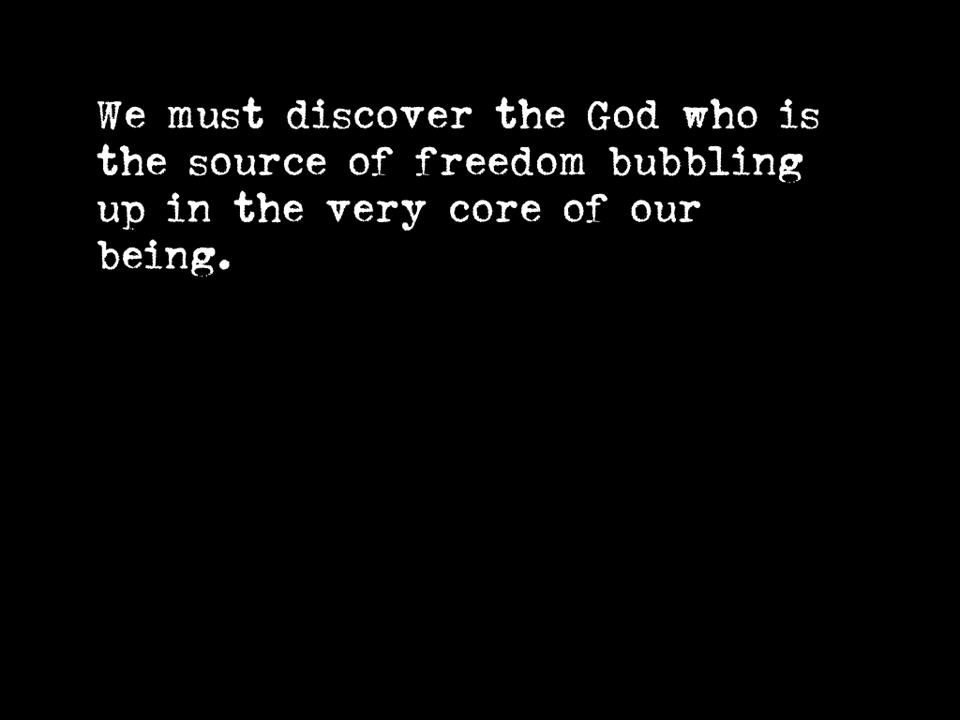 We must discover the God who is
the source of freedom bubbling
up in the very core of our
being.